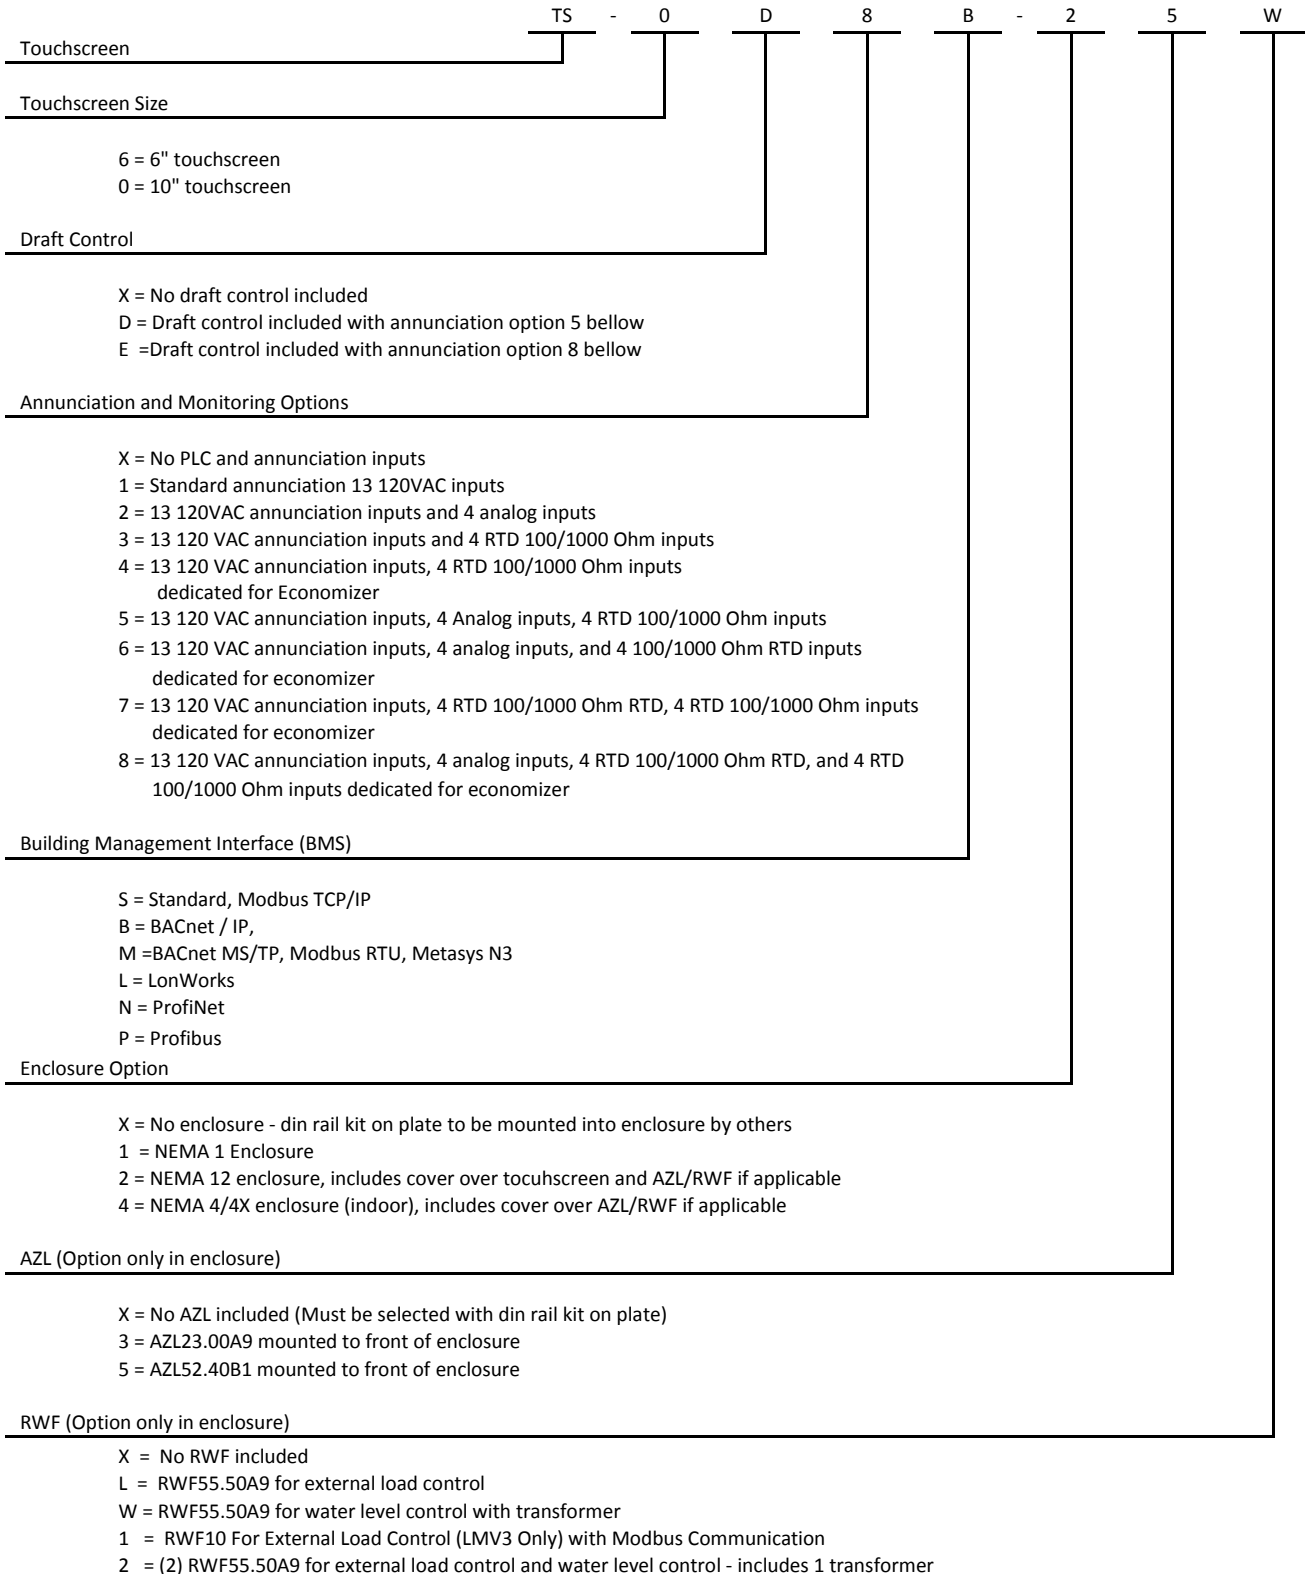 TS - 0 D 8 B - 2 5 W
Touchscreen
Touchscreen Size
6 = 6" touchscreen
0 = 10" touchscreen
Draft Control
X = No draft control included
D = Draft control included with annunciation option 5 bellow
E =Draft control included with annunciation option 8 bellow
Annunciation and Monitoring Options
X = No PLC and annunciation inputs
1 = Standard annunciation 13 120VAC inputs
2 = 13 120VAC annunciation inputs and 4 analog inputs
3 = 13 120 VAC annunciation inputs and 4 RTD 100/1000 Ohm inputs
4 = 13 120 VAC annunciation inputs, 4 RTD 100/1000 Ohm inputs
dedicated for Economizer
5 = 13 120 VAC annunciation inputs, 4 Analog inputs, 4 RTD 100/1000 Ohm inputs
6 = 13 120 VAC annunciation inputs, 4 analog inputs, and 4 100/1000 Ohm RTD inputs
dedicated for economizer
7 = 13 120 VAC annunciation inputs, 4 RTD 100/1000 Ohm RTD, 4 RTD 100/1000 Ohm inputs
dedicated for economizer
8 = 13 120 VAC annunciation inputs, 4 analog inputs, 4 RTD 100/1000 Ohm RTD, and 4 RTD
100/1000 Ohm inputs dedicated for economizer
Building Management Interface (BMS)
S = Standard, Modbus TCP/IP
B = BACnet / IP,
M =BACnet MS/TP, Modbus RTU, Metasys N3
L = LonWorks
N = ProfiNet
P = Profibus
Enclosure Option
X = No enclosure - din rail kit on plate to be mounted into enclosure by others
1 = NEMA 1 Enclosure
2 = NEMA 12 enclosure, includes cover over tocuhscreen and AZL/RWF if applicable
4 = NEMA 4/4X enclosure (indoor), includes cover over AZL/RWF if applicable
AZL (Option only in enclosure)
X = No AZL included (Must be selected with din rail kit on plate)
3 = AZL23.00A9 mounted to front of enclosure
5 = AZL52.40B1 mounted to front of enclosure
RWF (Option only in enclosure)
X = No RWF included
L = RWF55.50A9 for external load control
W = RWF55.50A9 for water level control with transformer
1 = RWF10 For External Load Control (LMV3 Only) with Modbus Communication
2 = (2) RWF55.50A9 for external load control and water level control - includes 1 transformer